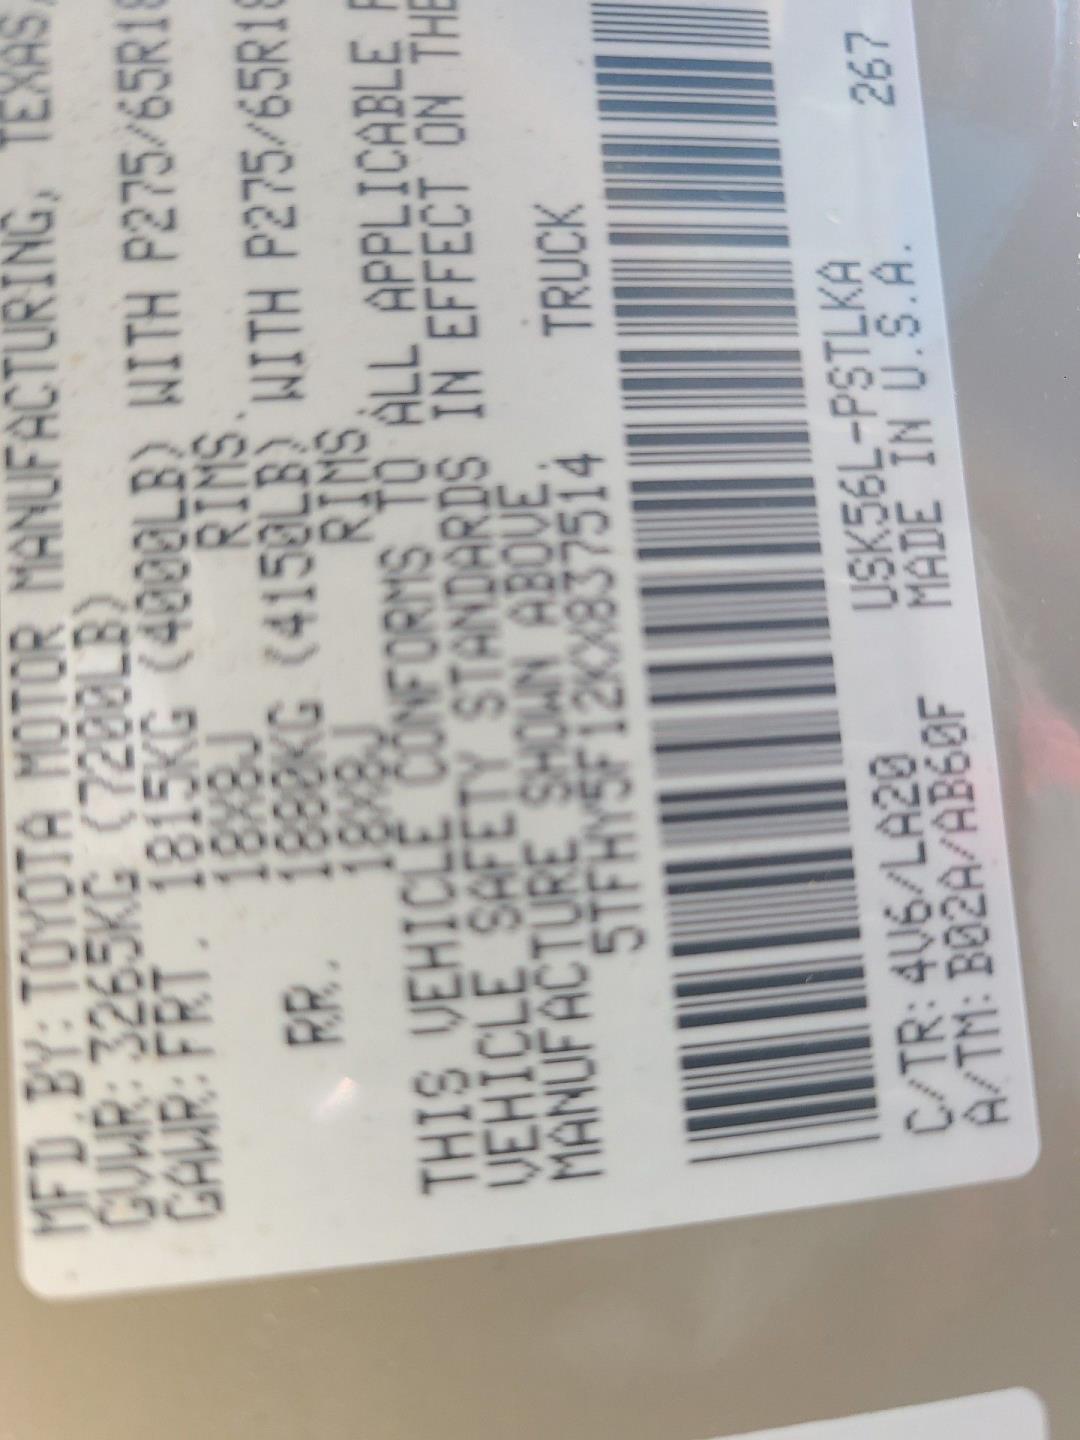 MFD.BY: TOYOTA MOTOR MANUFACTURING, TEXAS,
GVWR: 3265KG (7200LB)
GAWR: FRT. 1815KG (4000LB) WITH P275/65R18
18X8J RIMS.
RR. 1880KG (4150LB) WITH P275/65R18
18X8J RIMS
THIS VEHICLE CONFORMS TO ALL APPLICABLE F
VEHICLE SAFETY STANDARDS IN EFFECT ON THE
MANUFACTURE SHOWN ABOVE.
5TFHY5F12KX837514 TRUCK
USK56L-PSTLKA 267
C/TR: 4V6/LA20 MADE IN U.S.A.
A/TM: B02A/AB60F